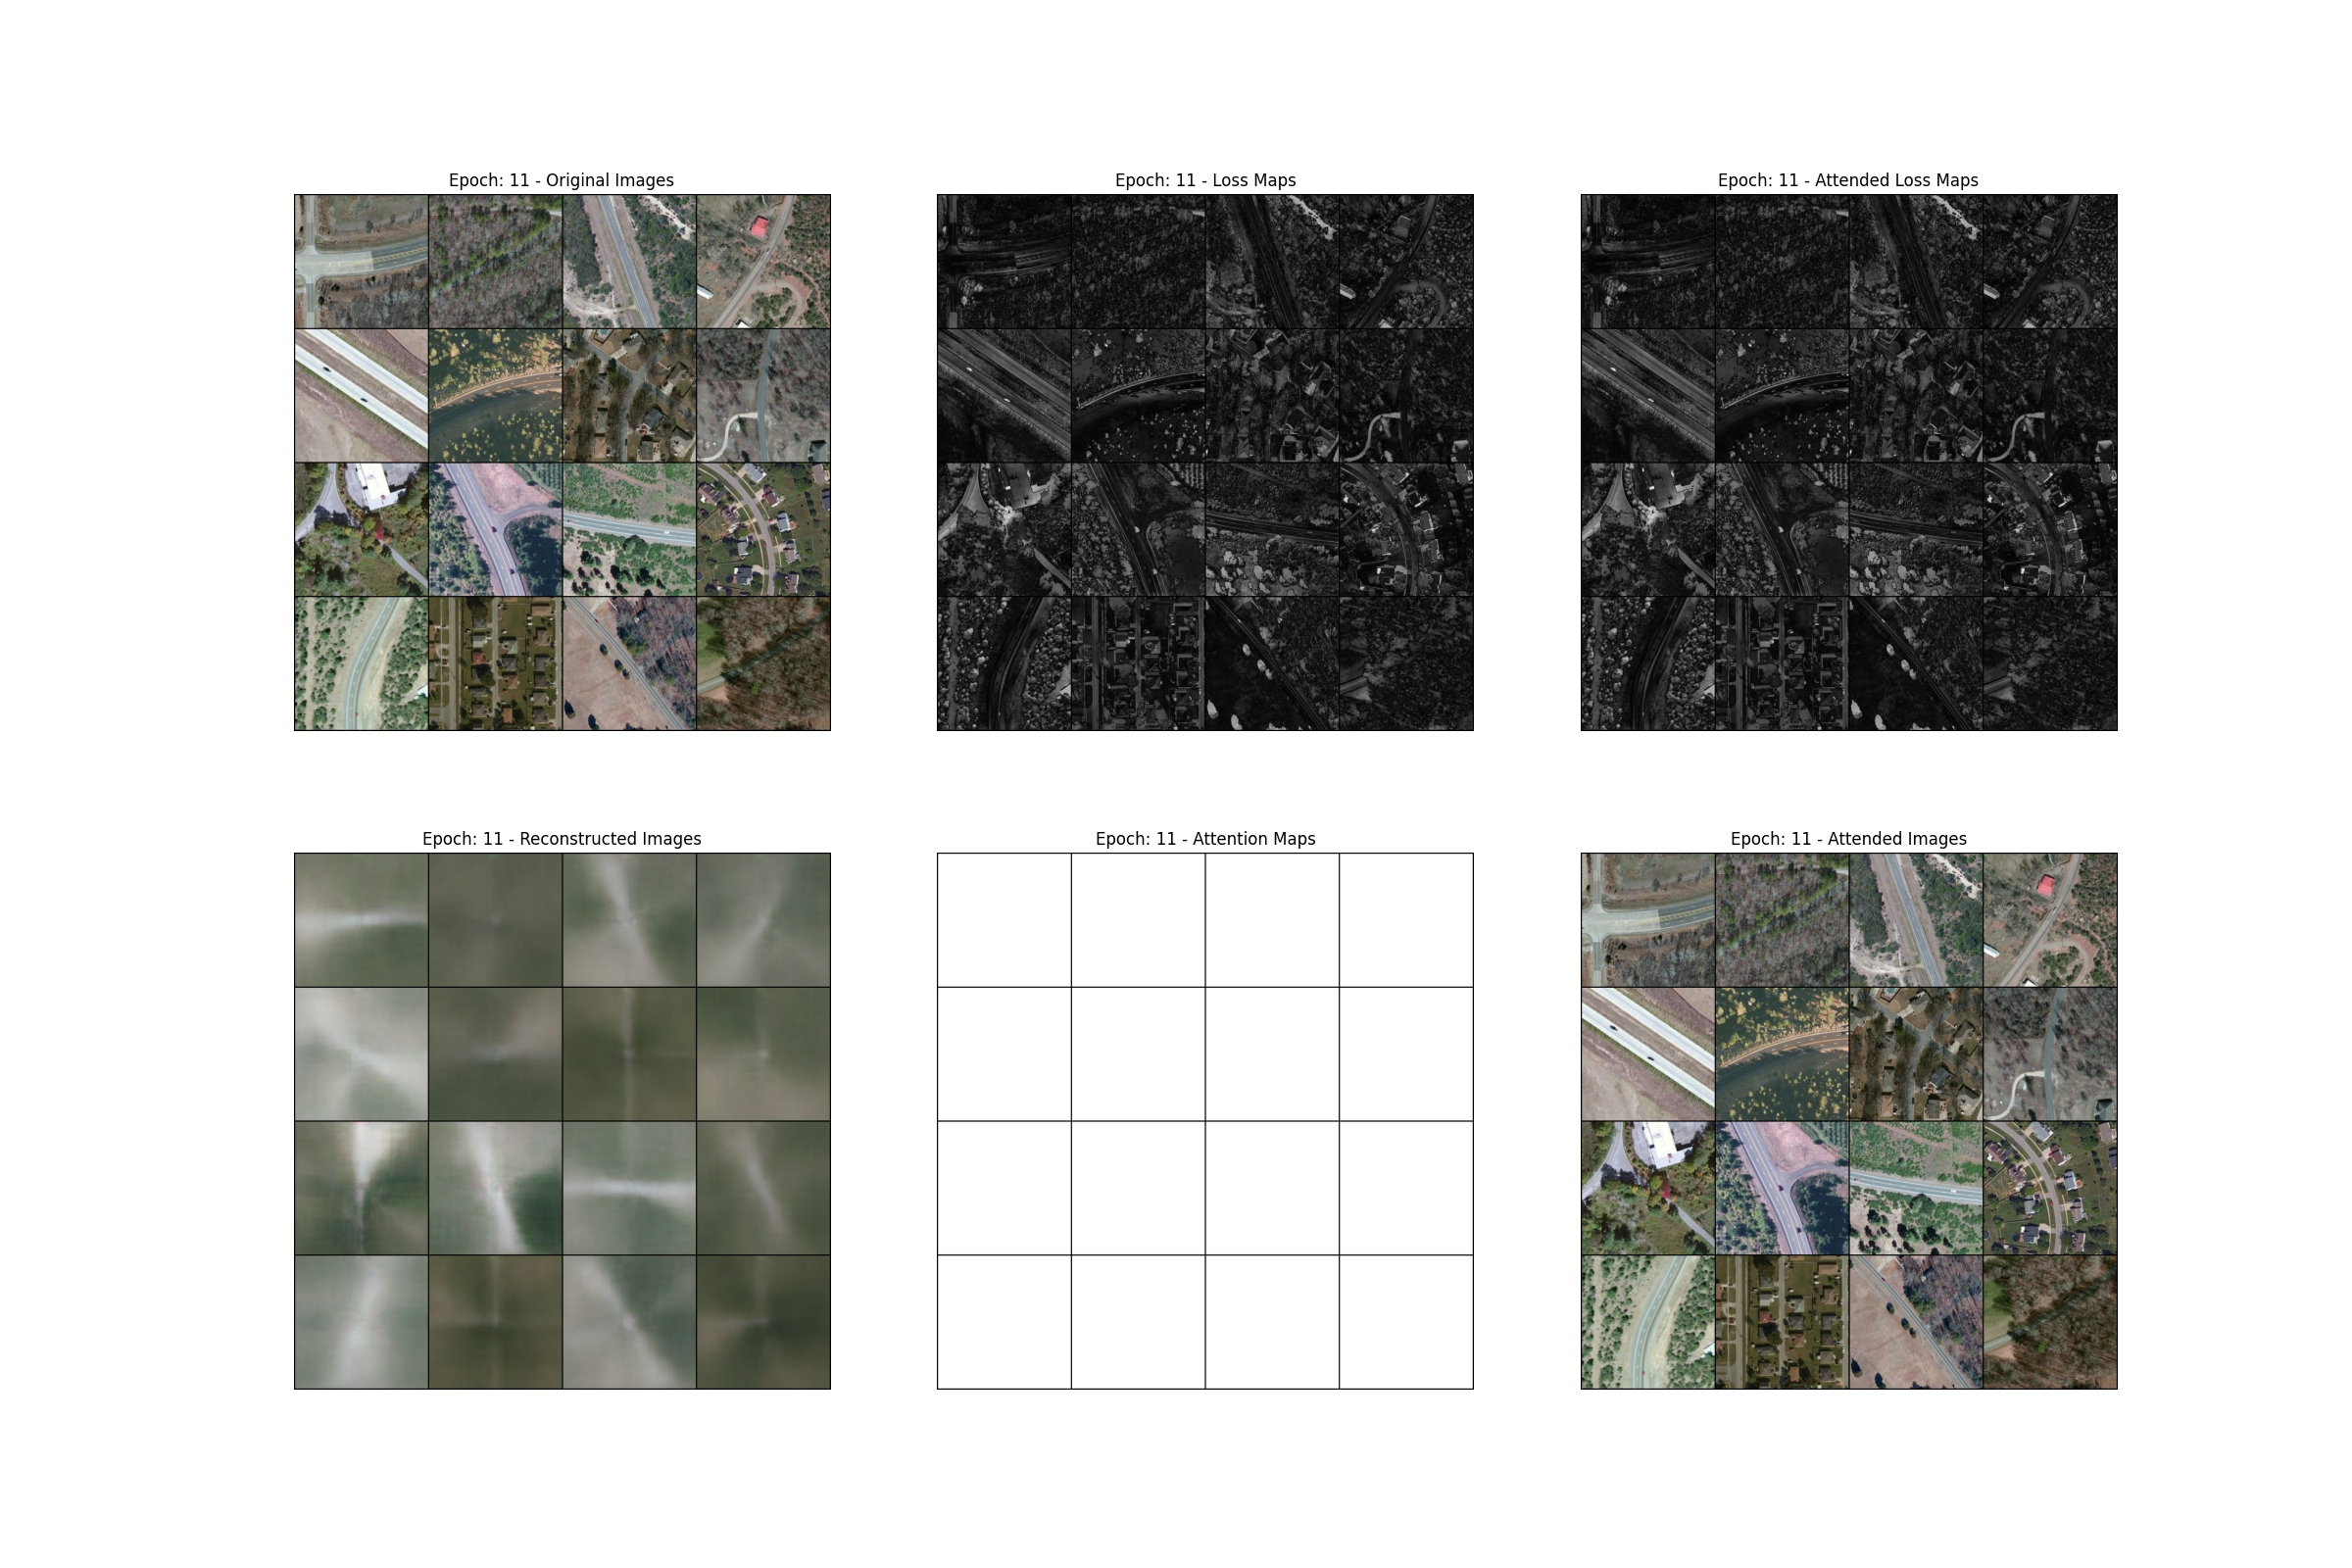 Epoch: 11 - Original Images
Epoch: 11 - Loss Maps
Epoch: 11 - Attended Loss Maps
Epoch: 11 - Reconstructed Images
Epoch: 11 - Attention Maps
Epoch: 11 - Attended Images